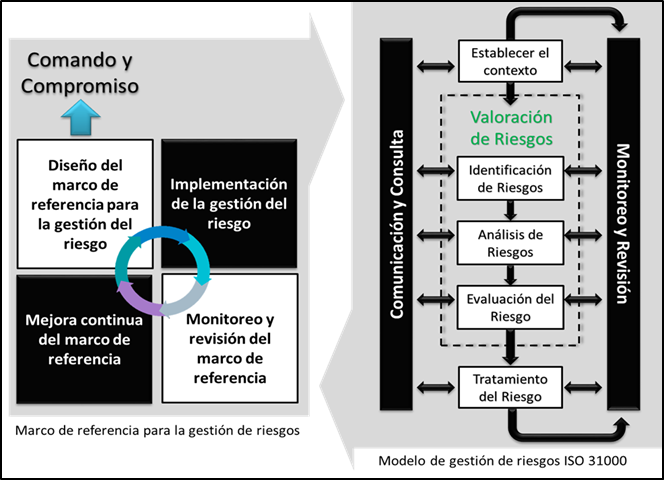 Comando y
Compromiso
Diseño del
marco de
referencia para
la gestión del
riesgo
Implementación
de la gestión del
riesgo
Mejora continua
del marco de
referencia
Monitoreo y
revisión del
marco de
referencia
Marco de referencia para la gestión de riesgos
Comunicación y Consulta
Establecer el
contexto
Valoración
de Riesgos
Identificación
de Riesgos
Análisis de
Riesgos
Evaluación del
Riesgo
Tratamiento
del Riesgo
Monitoreo y Revisión
Modelo de gestión de riesgos ISO 31000